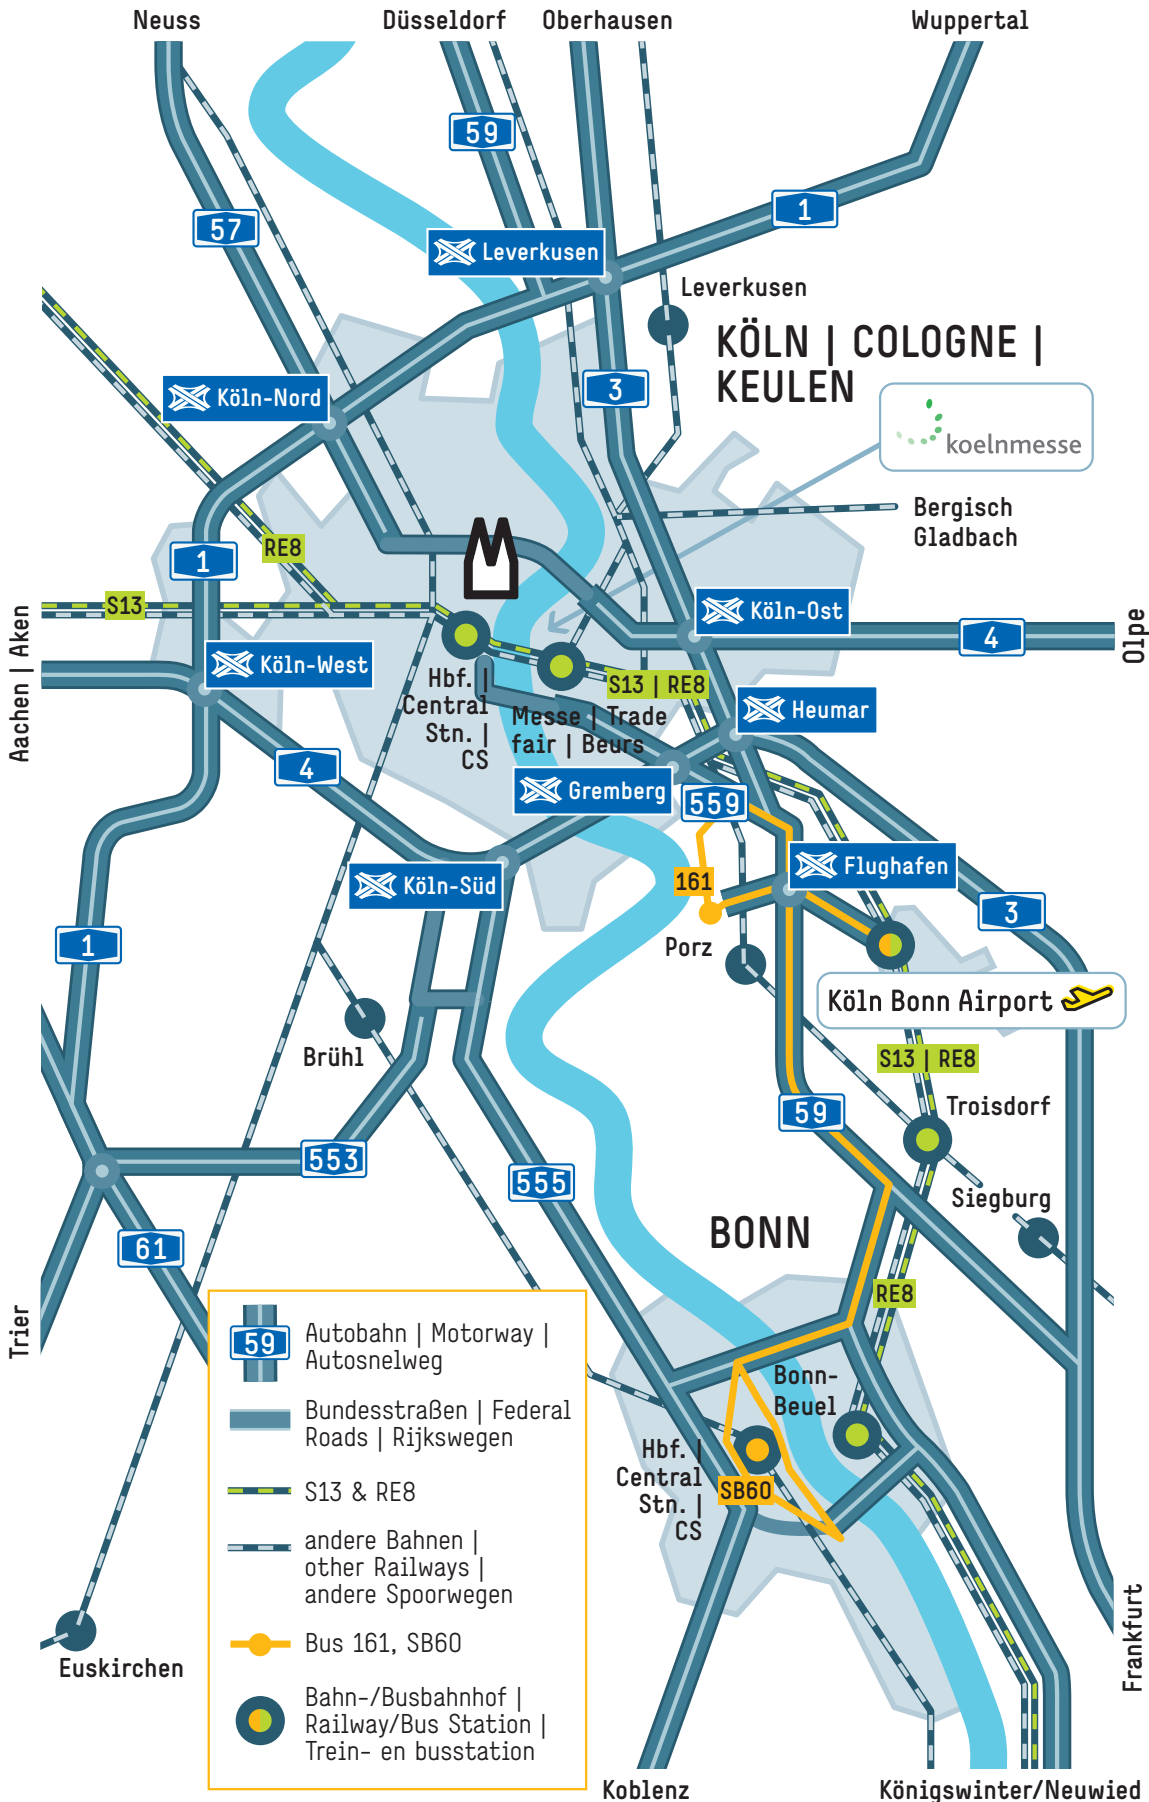 Neuss
Düsseldorf
Oberhausen
Wuppertal
59
57
1
Leverkusen
Leverkusen
KÖLN | COLOGNE |
KEULEN
3
Köln-Nord
koelnmesse
Bergisch
Gladbach
RE8
1
S13
Köln-Ost
4
Olpe
Aachen | Aken
Köln-West
Hbf. |
Central
Stn. |
CS
S13 | RE8
Messe | Trade
fair | Beurs
Heumar
4
Gremberg
559
Köln-Süd
161
Flughafen
3
1
Porz
Köln Bonn Airport
Brühl
S13 | RE8
59
Troisdorf
553
555
Siegburg
61
BONN
RE8
Trier
59
Autobahn | Motorway |
Autosnelweg
Bundesstraßen | Federal
Roads | Rijkswegen
S13 & RE8
andere Bahnen |
other Railways |
andere Spoorwegen
Bus 161, SB60
Bahn-/Busbahnhof |
Railway/Bus Station |
Trein- en busstation
Bonn-
Beuel
Hbf. |
Central
Stn. |
CS
SB60
Euskirchen
Frankfurt
Koblenz
Königswinter/Neuwied